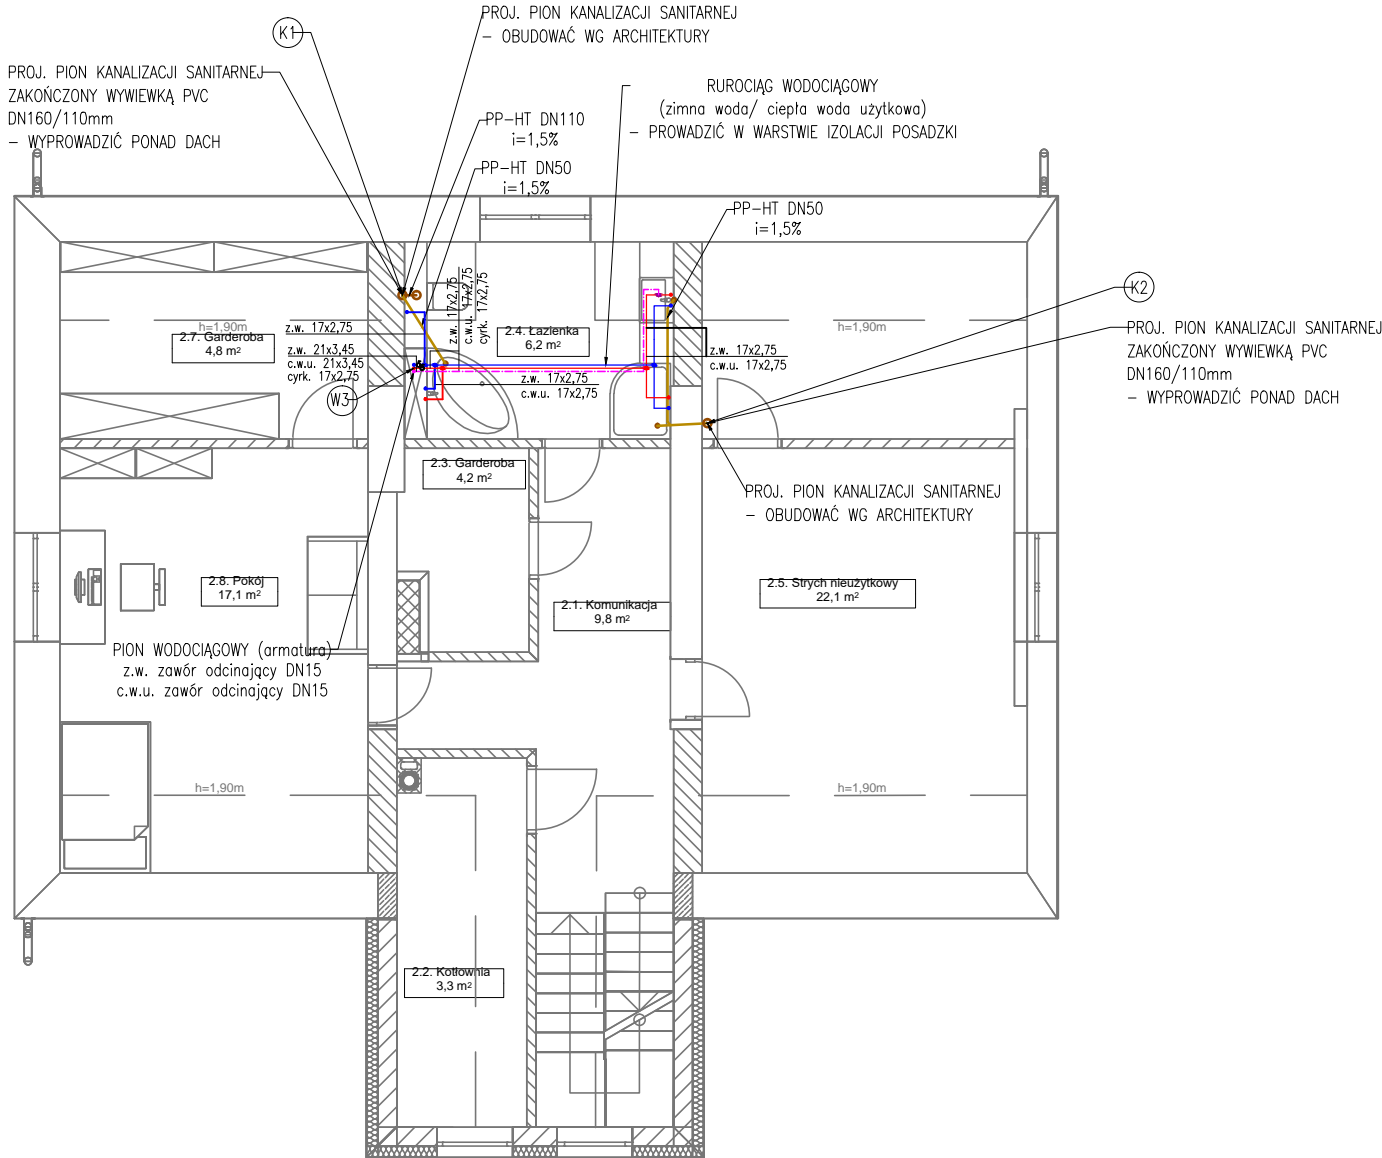 K1
PROJ. PION KANALIZACJI SANITARNEJ
- OBUDOWAĆ WG ARCHITEKTURY
PROJ. PION KANALIZACJI SANITARNEJ
ZAKOŃCZONY WYWIEWKĄ PVC
DN160/110mm
- WYPROWADZIĆ PONAD DACH
RUROCIĄG WODOCIĄGOWY
(zimna woda/ ciepła woda użytkowa)
- PROWADZIĆ W WARSTWIE IZOLACJI POSADZKI
PP-HT DN110
i=1,5%
PP-HT DN50
i=1,5%
PP-HT DN50
i=1,5%
K2
PROJ. PION KANALIZACJI SANITARNEJ
ZAKOŃCZONY WYWIEWKĄ PVC
DN160/110mm
- WYPROWADZIĆ PONAD DACH
h=1,90m
2.7. Garderoba
4,8 m²
z.w. 17x2,75
z.w. 21x3,45
c.w.u. 21x3,45
cyrk. 17x2,75
W3
z.w. 17x2,75
c.w.u. 17x2,75
cyrk. 17x2,75
2.4. Łazienka
6,2 m²
z.w. 17x2,75
c.w.u. 17x2,75
z.w. 17x2,75
c.w.u. 17x2,75
h=1,90m
2.3. Garderoba
4,2 m²
PROJ. PION KANALIZACJI SANITARNEJ
- OBUDOWAĆ WG ARCHITEKTURY
2.8. Pokój
17,1 m²
2.1. Komunikacja
9,8 m²
2.5. Strych nieużytkowy
22,1 m²
PION WODOCIĄGOWY (armatura)
z.w. zawór odcinający DN15
c.w.u. zawór odcinający DN15
h=1,90m
h=1,90m
2.2. Kotłownia
3,3 m²